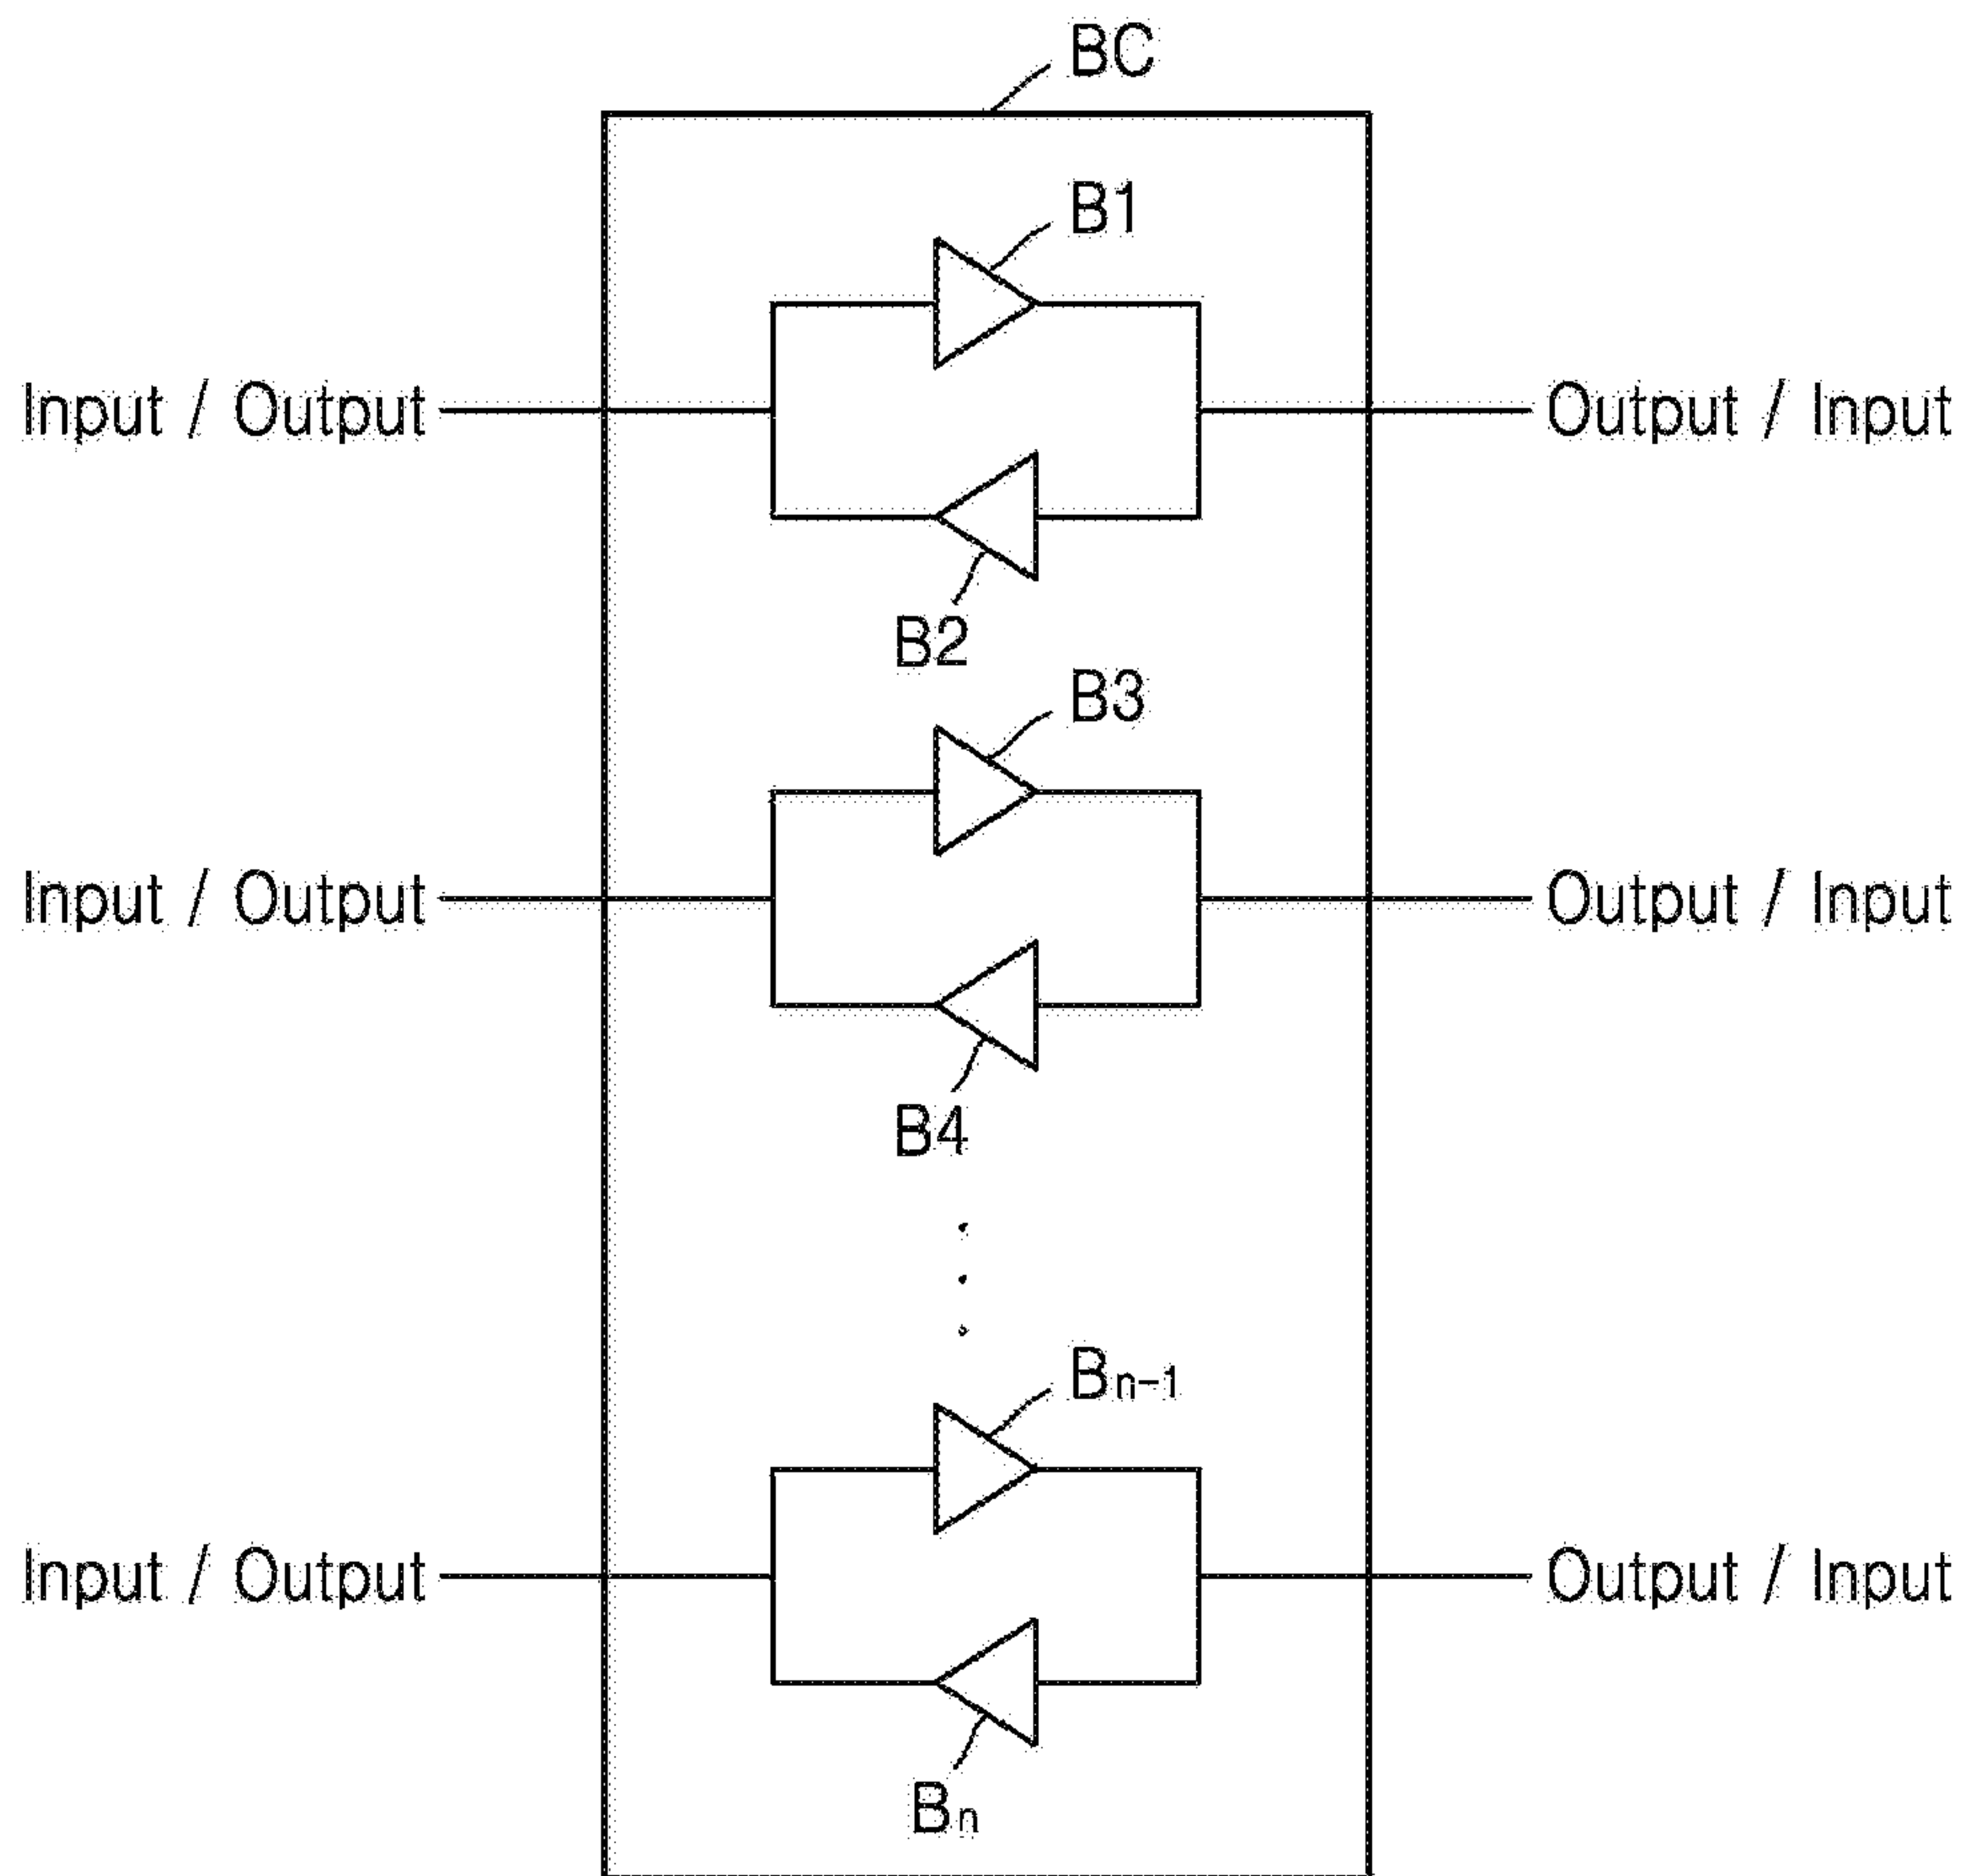 BC
B1
Input / Output
Output / Input
B2
B3
Input / Output
Output / Input
B4
Bn-1
Input / Output
Output / Input
Bn